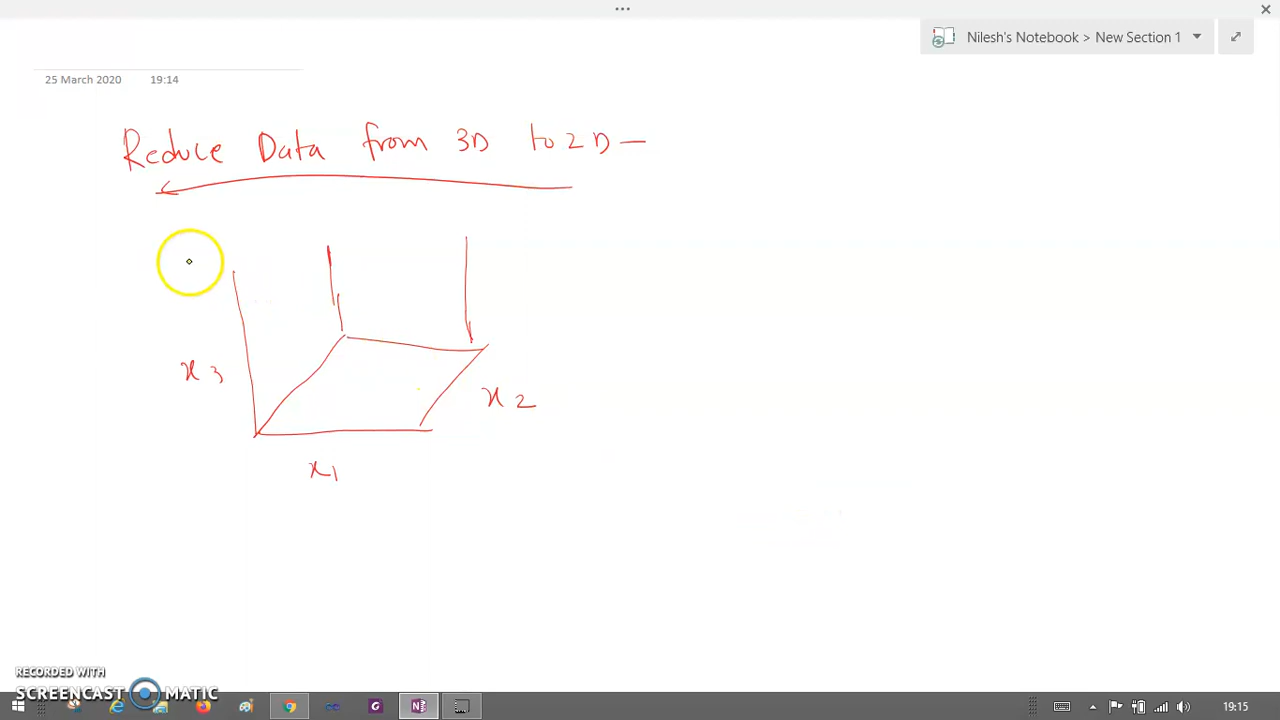 ...
Nilesh's Notebook > New Section 1
25 March 2020 19:14
Reduce Data from 3D to 2D —
x3
x2
x1
RECORDED WITH
SCREENCAST MATIC
19:15